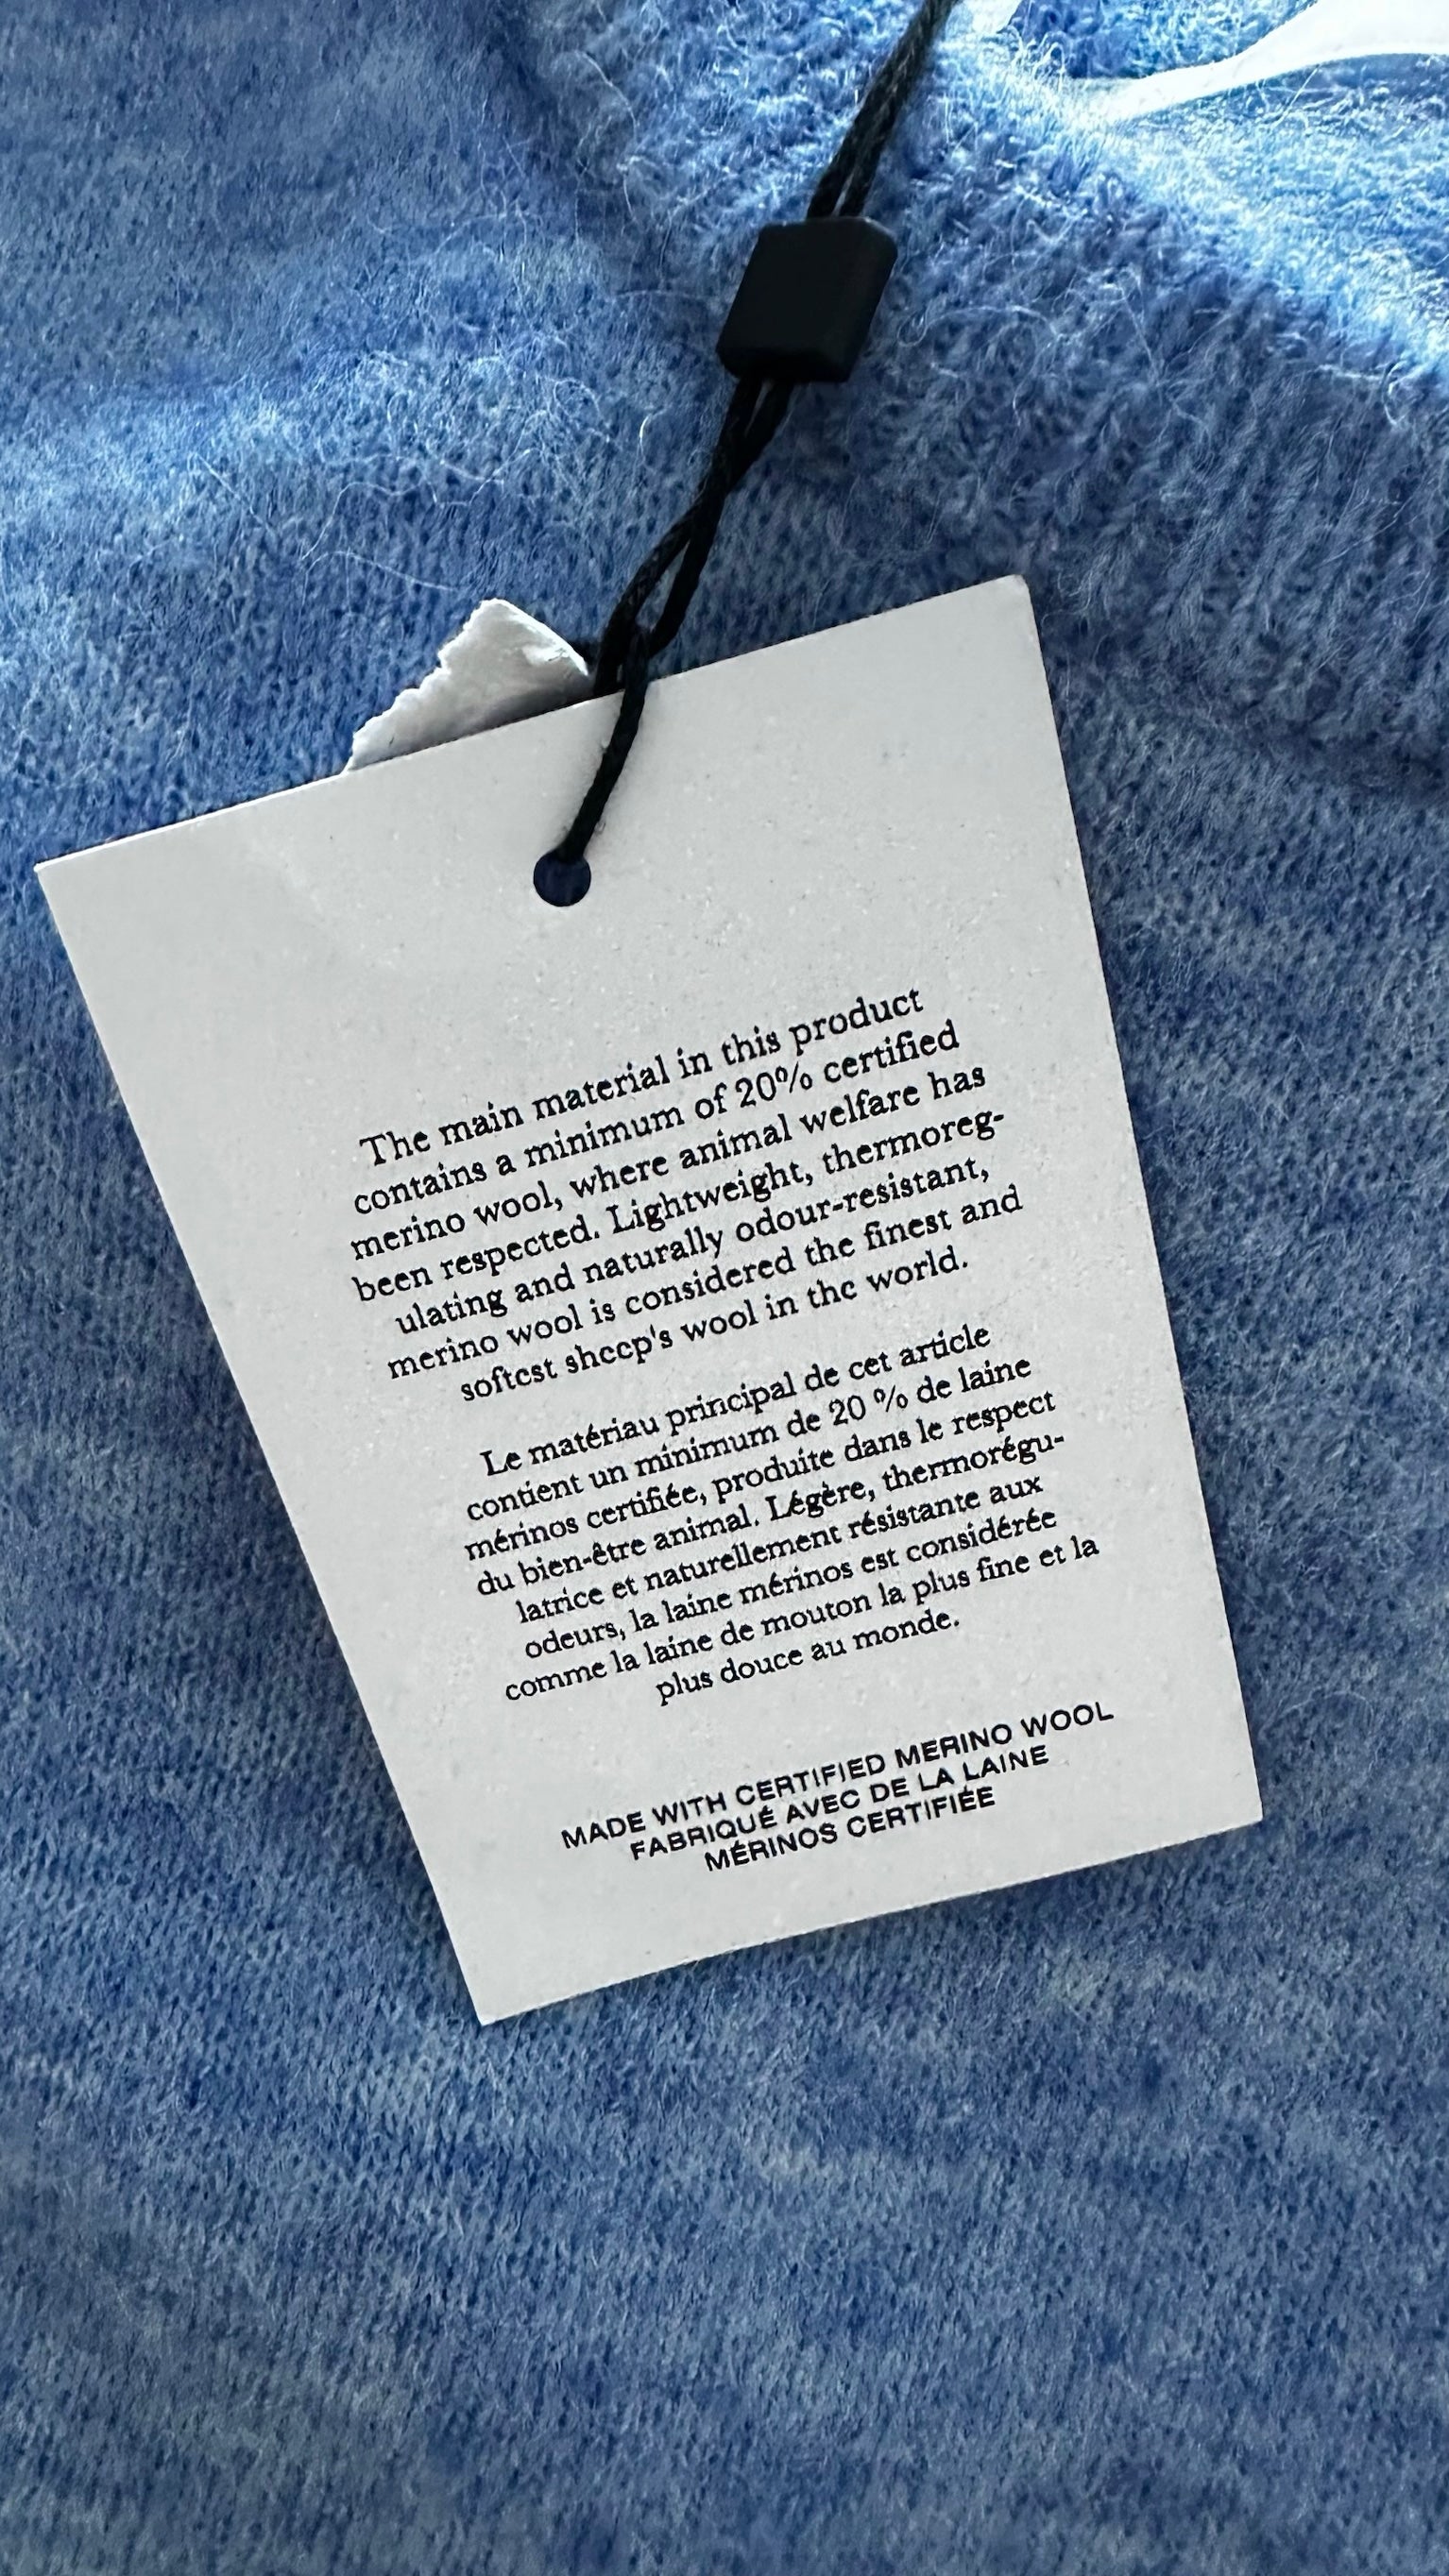 The main material in this product
contains a minimum of 20% certified
merino wool, where animal welfare has
been respected. Lightweight, thermoreg-
ulating and naturally odour-resistant,
merino wool is considered the finest and
softest sheep's wool in the world.
Le matériau principal de cet article
contient un minimum de 20 % de laine
mérinos certifiée, produite dans le respect
du bien-être animal. Légère, thermorégu-
latrice et naturellement résistante aux
odeurs, la laine mérinos est considérée
comme la laine de mouton la plus fine et la
plus douce au monde.
MADE WITH CERTIFIED MERINO WOOL
FABRIQUÉ AVEC DE LA LAINE
MÉRINOS CERTIFIÉE